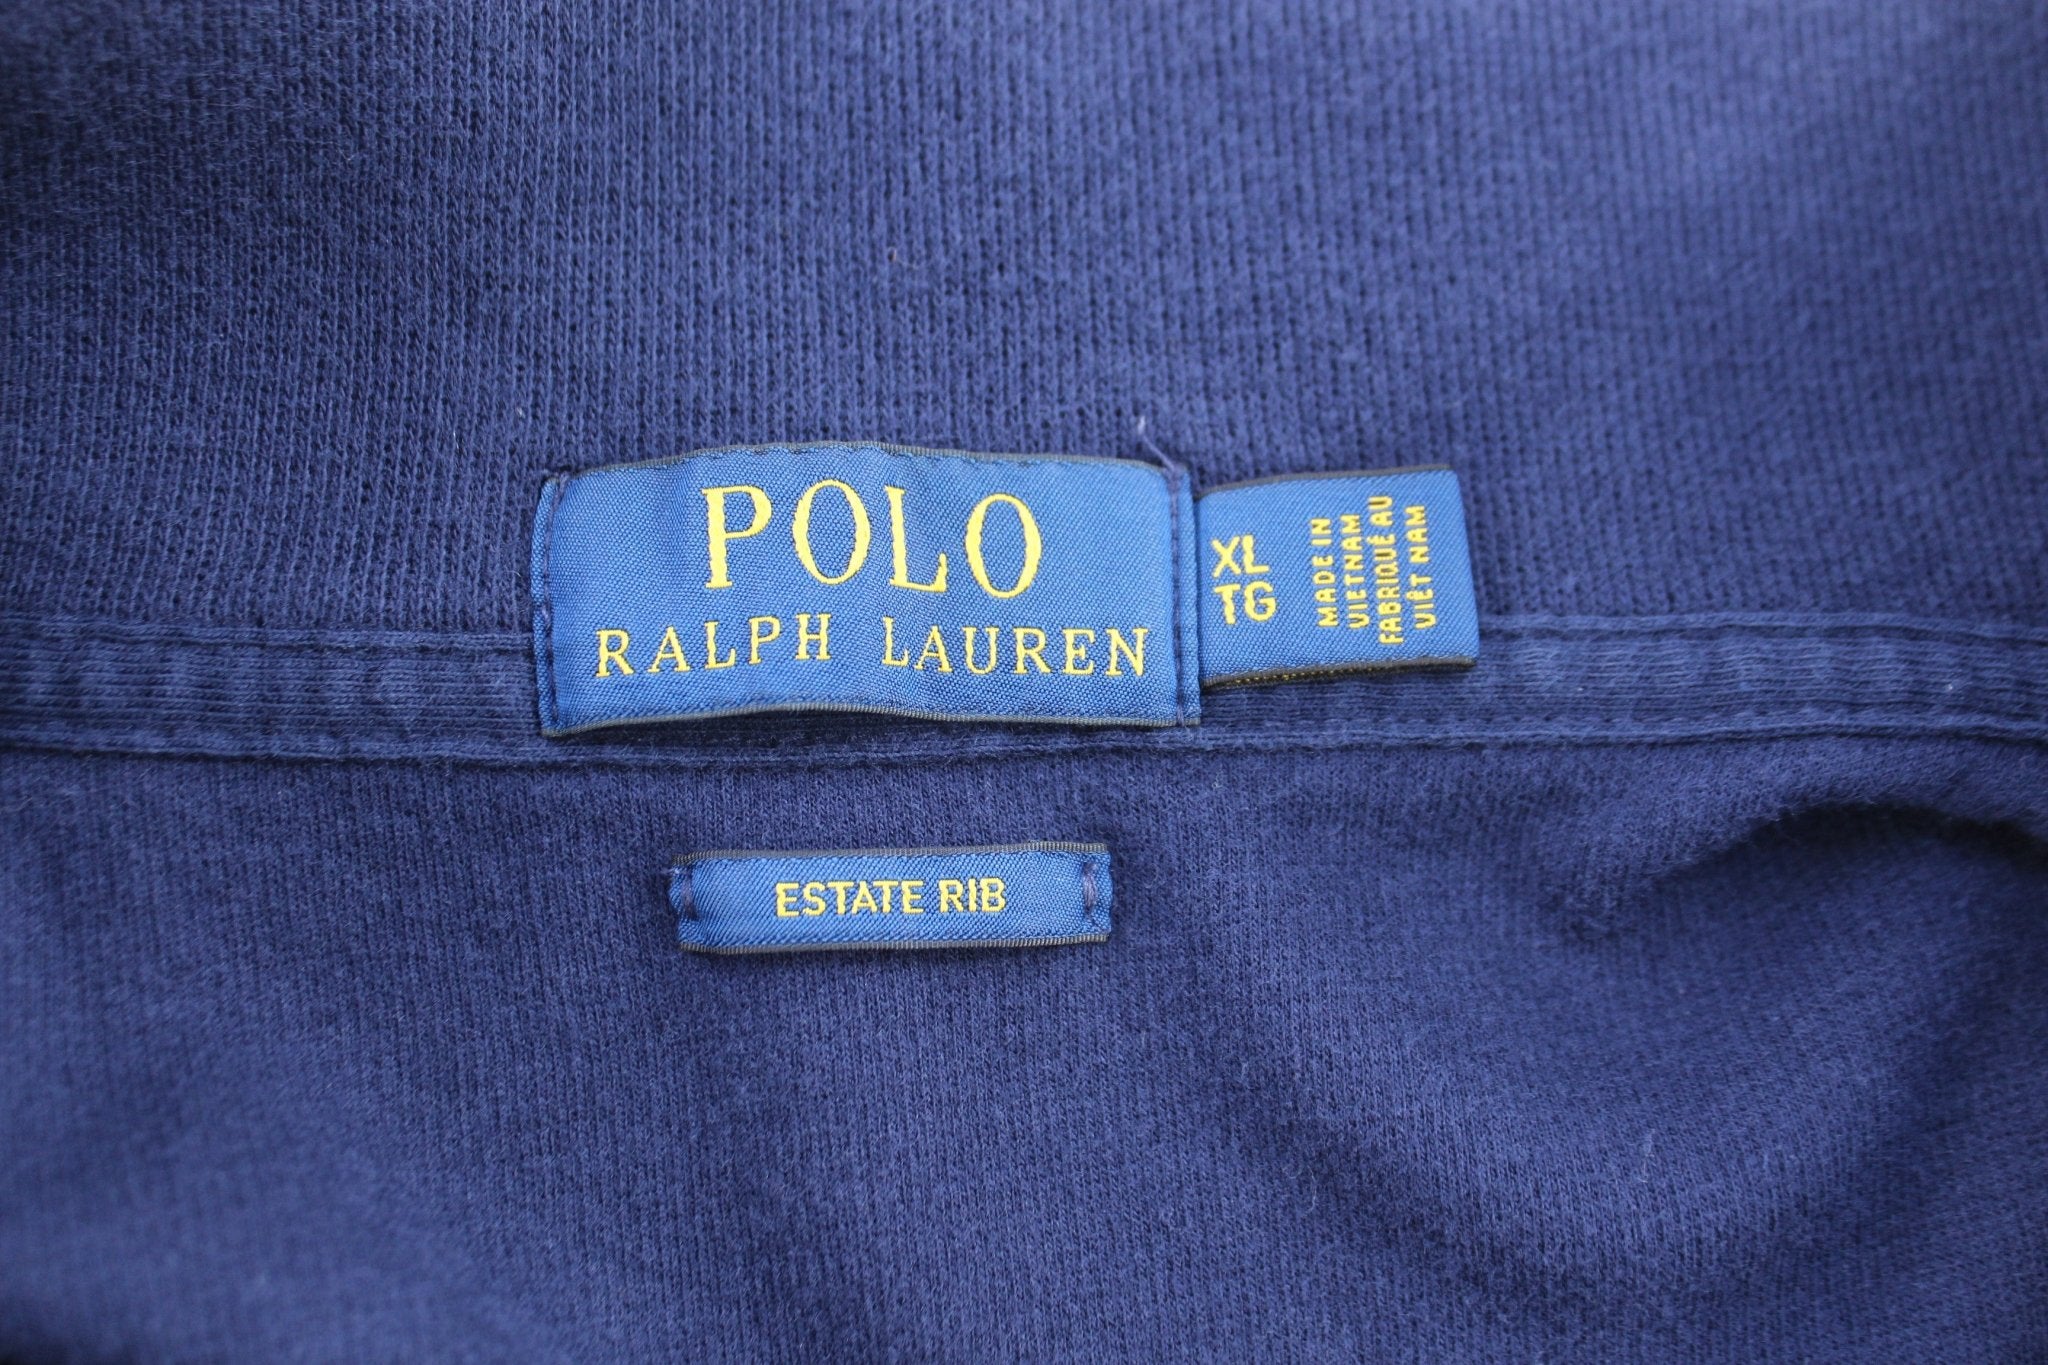 POLO
RALPH LAUREN
XL
TG
MADE IN
VIETNAM
FABRIQUÉ AU
VIÊT NAM
ESTATE RIB